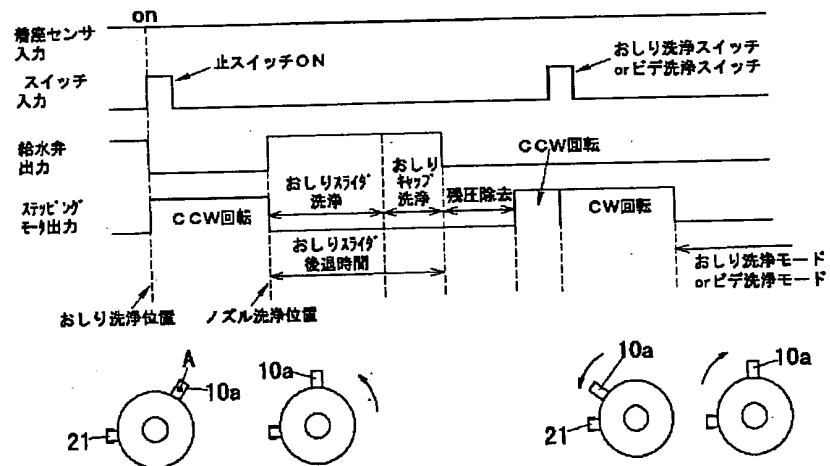 on
着座センサ
入力
スイッチ
入力
止スイッチON
おしり洗浄スイッチ
orビデ洗浄スイッチ
給水弁
出力
おしりスライダ
洗浄
おしり
キャップ
洗浄
CCW回転
残圧除去
ステッピング
モータ出力
CCW回転
CW回転
おしりスライダ
後退時間
おしり洗浄モード
orビデ洗浄モード
おしり洗浄位置
ノズル洗浄位置
A
10a
21
10a
10a
21
10a